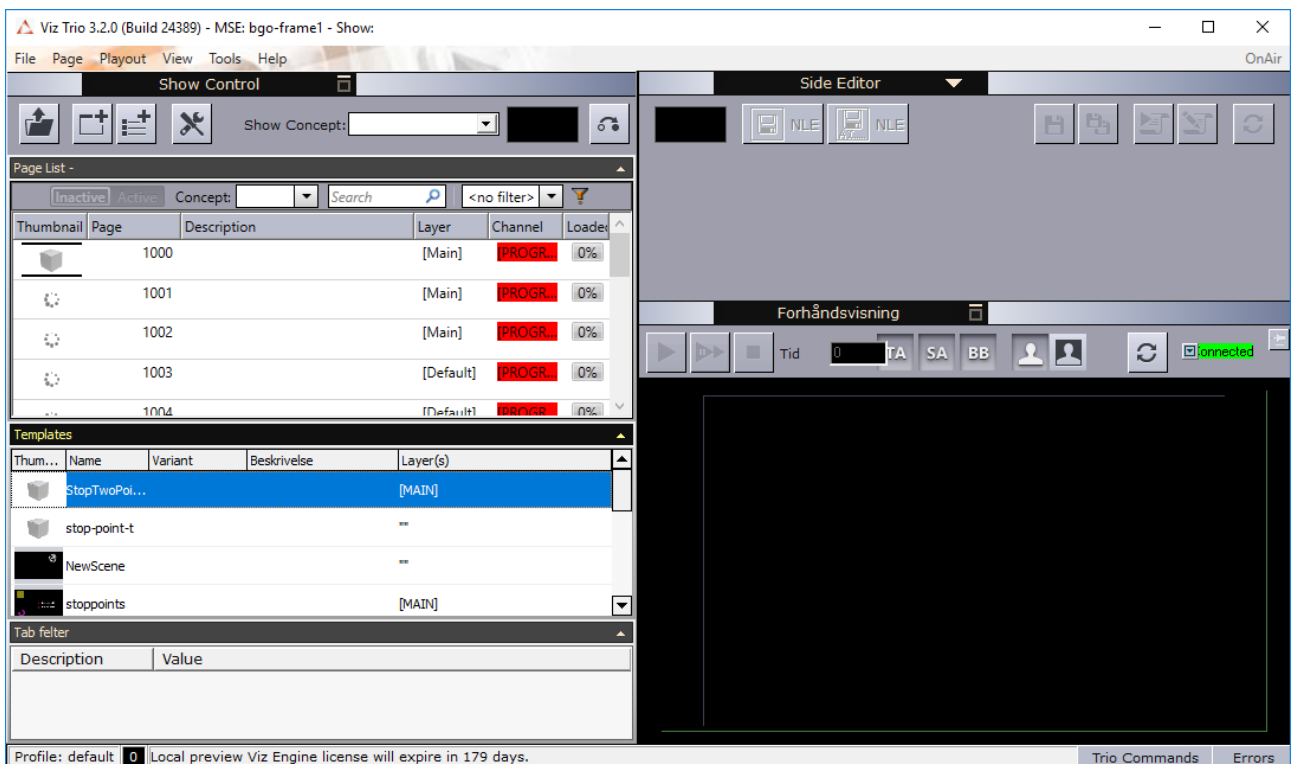 Viz Trio 3.2.0 (Build 24389) - MSE: bgo-frame1 - Show:
File Page Playout View Tools Help OnAir
Show Control
Show Concept:
Page List -
Inactive Active Concept: Search <no filter>
Thumbnail Page Description Layer Channel Loaded
1000 [Main] [PROGR... 0%
1001 [Main] [PROGR... 0%
1002 [Main] [PROGR... 0%
1003 [Default] [PROGR... 0%
1004 [Default] [PROGR... 0%
Templates
Thum... Name Variant Beskrivelse Layer(s)
StopTwoPoi... [MAIN]
stop-point-t ""
NewScene ""
stoppoints [MAIN]
Tab felter
Description Value
Side Editor
NLE NLE
Forhåndsvisning
Tid 0 TA SA BB onnected
Profile: default 0 Local preview Viz Engine license will expire in 179 days. Trio Commands Errors